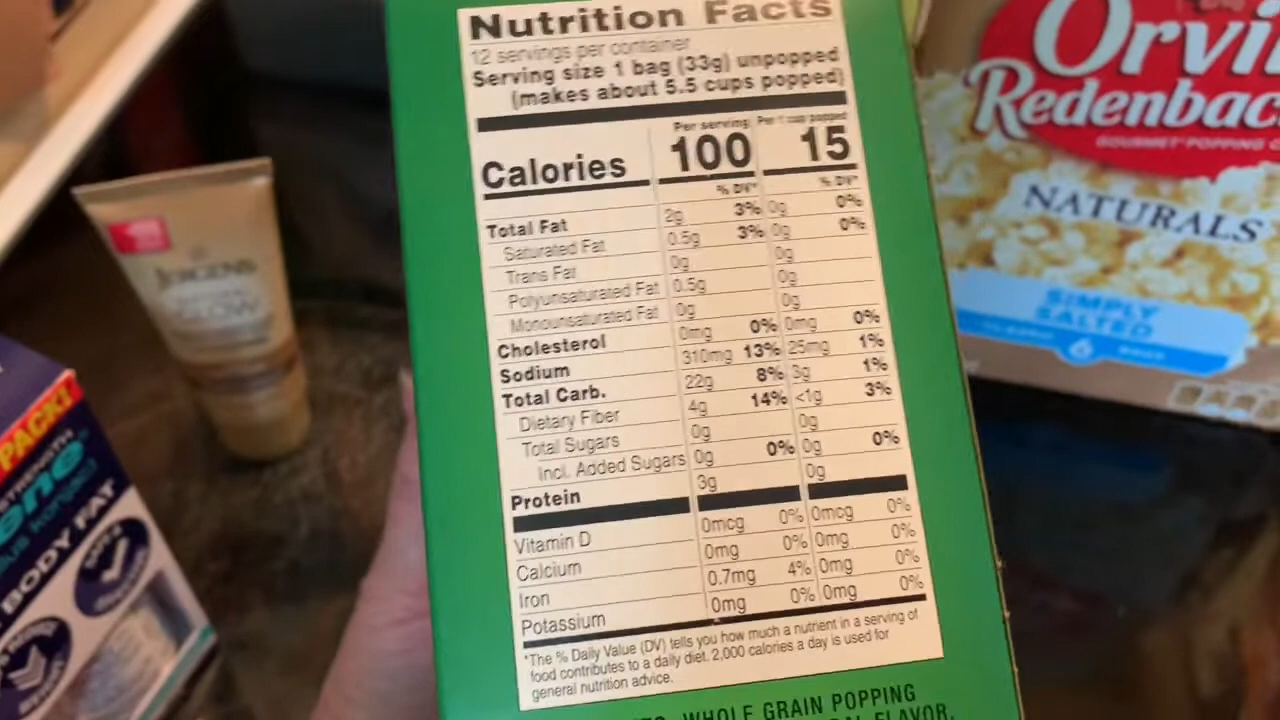 Nutrition Facts
12 servings per container
Serving size 1 bag (33g) unpopped
(makes about 5.5 cups popped)
Per serving Per 1 cup popped
Calories 100 15
% DV* % DV*
Total Fat 2g 3% 0g 0%
Saturated Fat 0.5g 3% 0g 0%
Trans Fat 0g 0g
Polyunsaturated Fat 0.5g 0g
Monounsaturated Fat 0g 0g
Cholesterol 0mg 0% 0mg 0%
Sodium 310mg 13% 25mg 1%
Total Carb. 22g 8% 3g 1%
Dietary Fiber 4g 14% <1g 3%
Total Sugars 0g 0g
Incl. Added Sugars 0g 0% 0g 0%
Protein 3g 0g
Vitamin D 0mcg 0% 0mcg 0%
Calcium 0mg 0% 0mg 0%
Iron 0.7mg 4% 0mg 0%
Potassium 0mg 0% 0mg 0%
*The % Daily Value (DV) tells you how much a nutrient in a serving of
food contributes to a daily diet. 2,000 calories a day is used for
general nutrition advice.
WHOLE GRAIN POPPING
FLAVOR,
Orvi
Redenbac
GOURMET POPPING
NATURALS
SIMPLY
SALTED
6
JERGENS
GLOW
PACK!
STRENGTH
BODY FAT